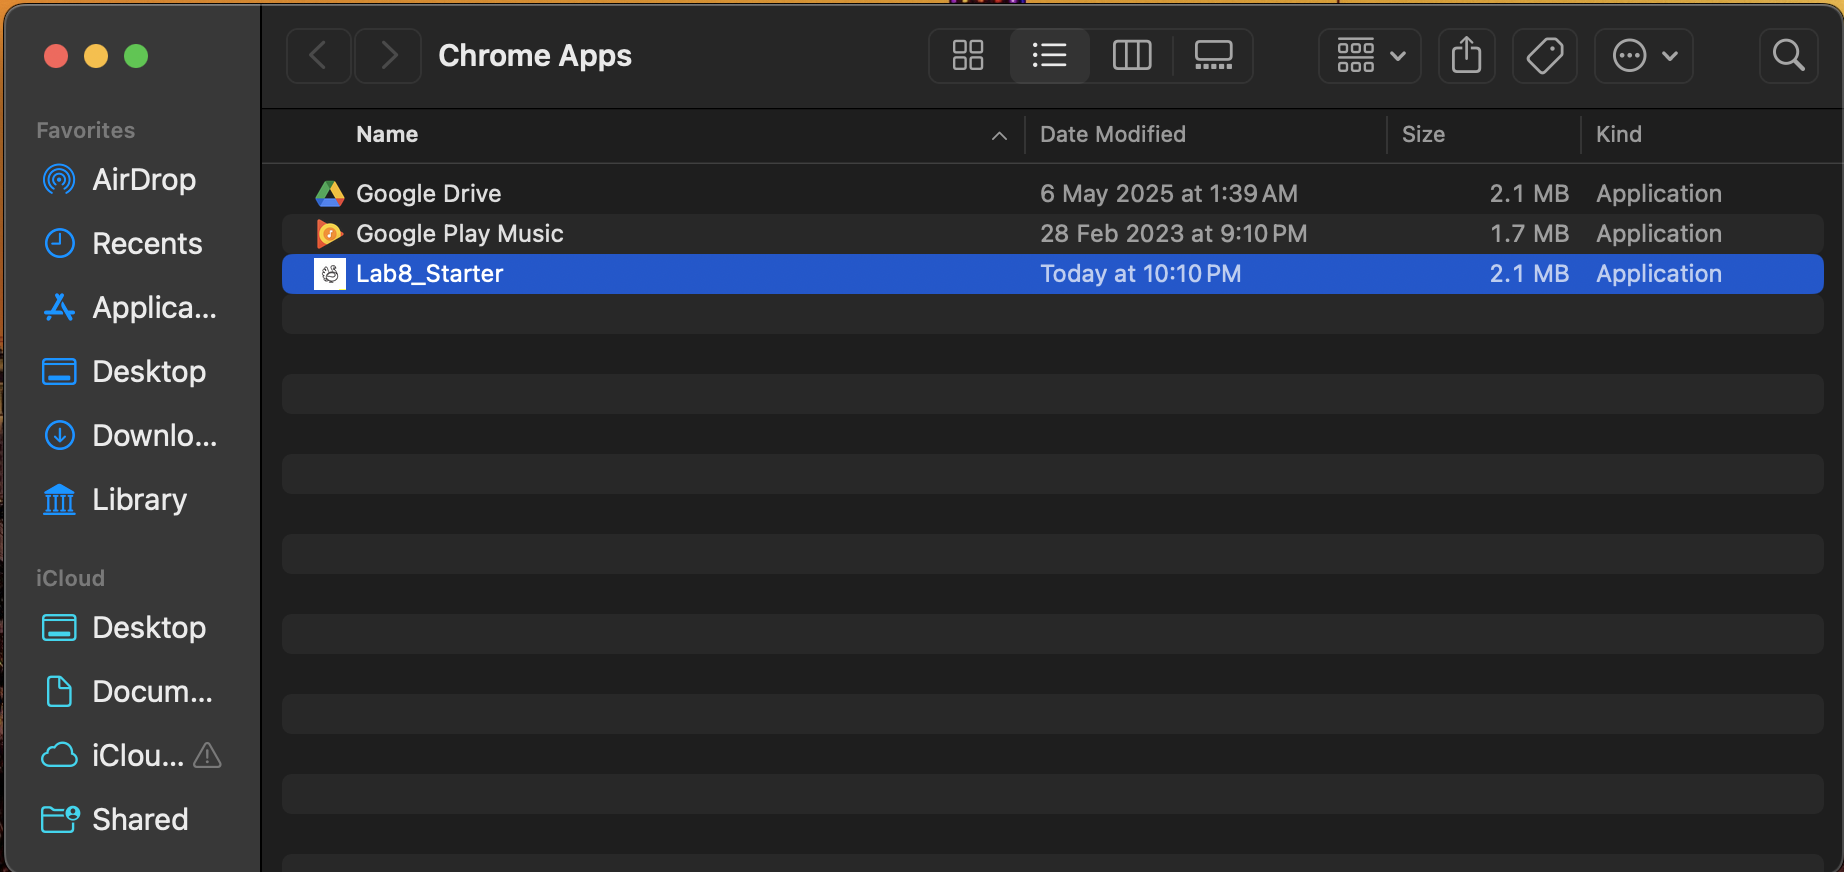 Chrome Apps
Favorites
AirDrop
Recents
Applica...
Desktop
Downlo...
Library
iCloud
Desktop
Docum...
iClou...
Shared
Name Date Modified Size Kind
Google Drive 6 May 2025 at 1:39 AM 2.1 MB Application
Google Play Music 28 Feb 2023 at 9:10 PM 1.7 MB Application
Lab8_Starter Today at 10:10 PM 2.1 MB Application